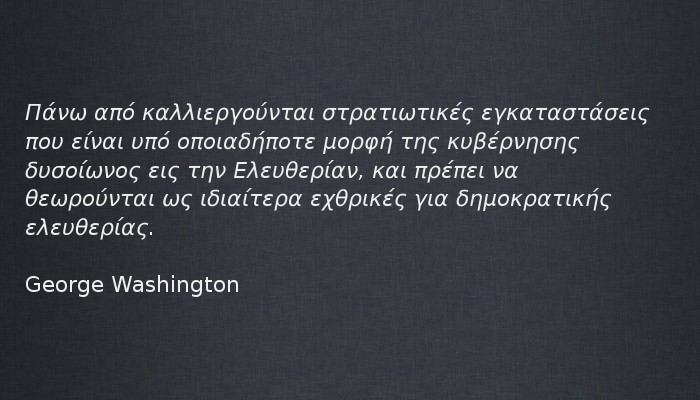 Πάνω από καλλιεργούνται στρατιωτικές εγκαταστάσεις
που είναι υπό οποιαδήποτε μορφή της κυβέρνησης
δυσοίωνος εις την Ελευθερίαν, και πρέπει να
θεωρούνται ως ιδιαίτερα εχθρικές για δημοκρατικής
ελευθερίας.
George Washington